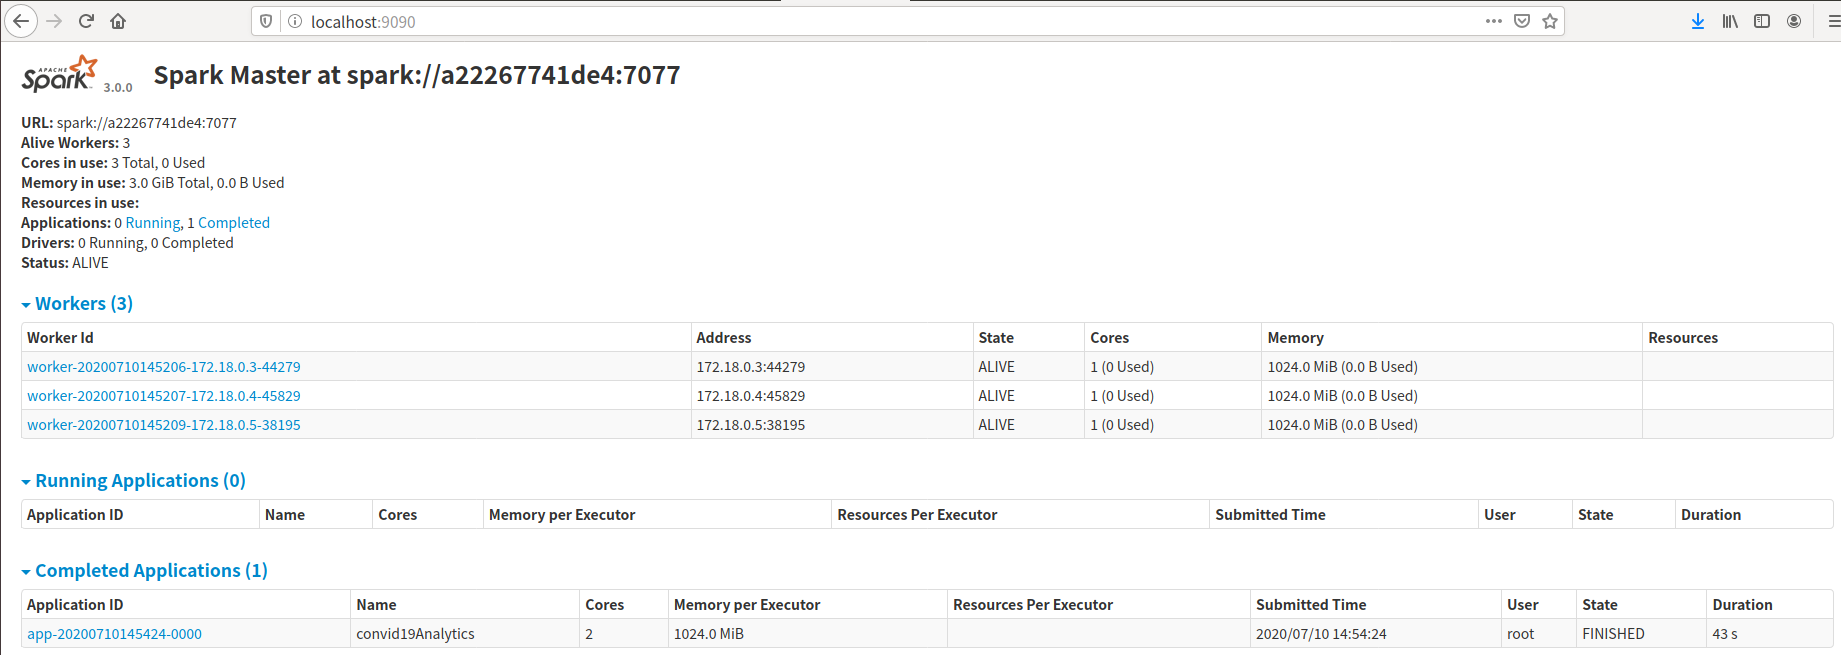 localhost:9090
APACHE Spark 3.0.0 Spark Master at spark://a22267741de4:7077
URL: spark://a22267741de4:7077
Alive Workers: 3
Cores in use: 3 Total, 0 Used
Memory in use: 3.0 GiB Total, 0.0 B Used
Resources in use:
Applications: 0 Running, 1 Completed
Drivers: 0 Running, 0 Completed
Status: ALIVE
Workers (3)
Worker Id Address State Cores Memory Resources
worker-20200710145206-172.18.0.3-44279 172.18.0.3:44279 ALIVE 1 (0 Used) 1024.0 MiB (0.0 B Used)
worker-20200710145207-172.18.0.4-45829 172.18.0.4:45829 ALIVE 1 (0 Used) 1024.0 MiB (0.0 B Used)
worker-20200710145209-172.18.0.5-38195 172.18.0.5:38195 ALIVE 1 (0 Used) 1024.0 MiB (0.0 B Used)
Running Applications (0)
Application ID Name Cores Memory per Executor Resources Per Executor Submitted Time User State Duration
Completed Applications (1)
Application ID Name Cores Memory per Executor Resources Per Executor Submitted Time User State Duration
app-20200710145424-0000 convid19Analytics 2 1024.0 MiB 2020/07/10 14:54:24 root FINISHED 43 s